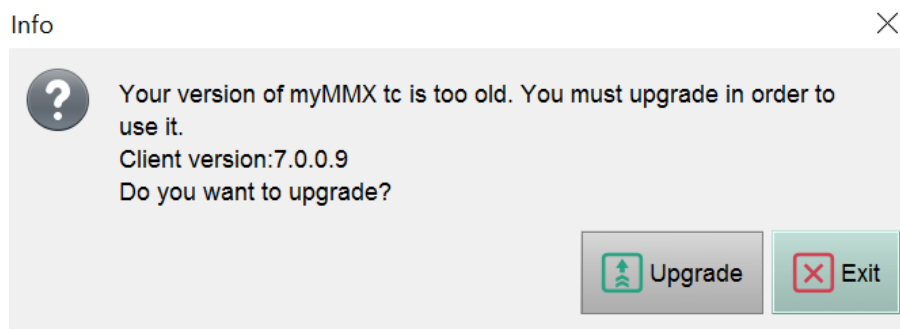 Info
Your version of myMMX tc is too old. You must upgrade in order to
use it.
Client version:7.0.0.9
Do you want to upgrade?
Upgrade
Exit